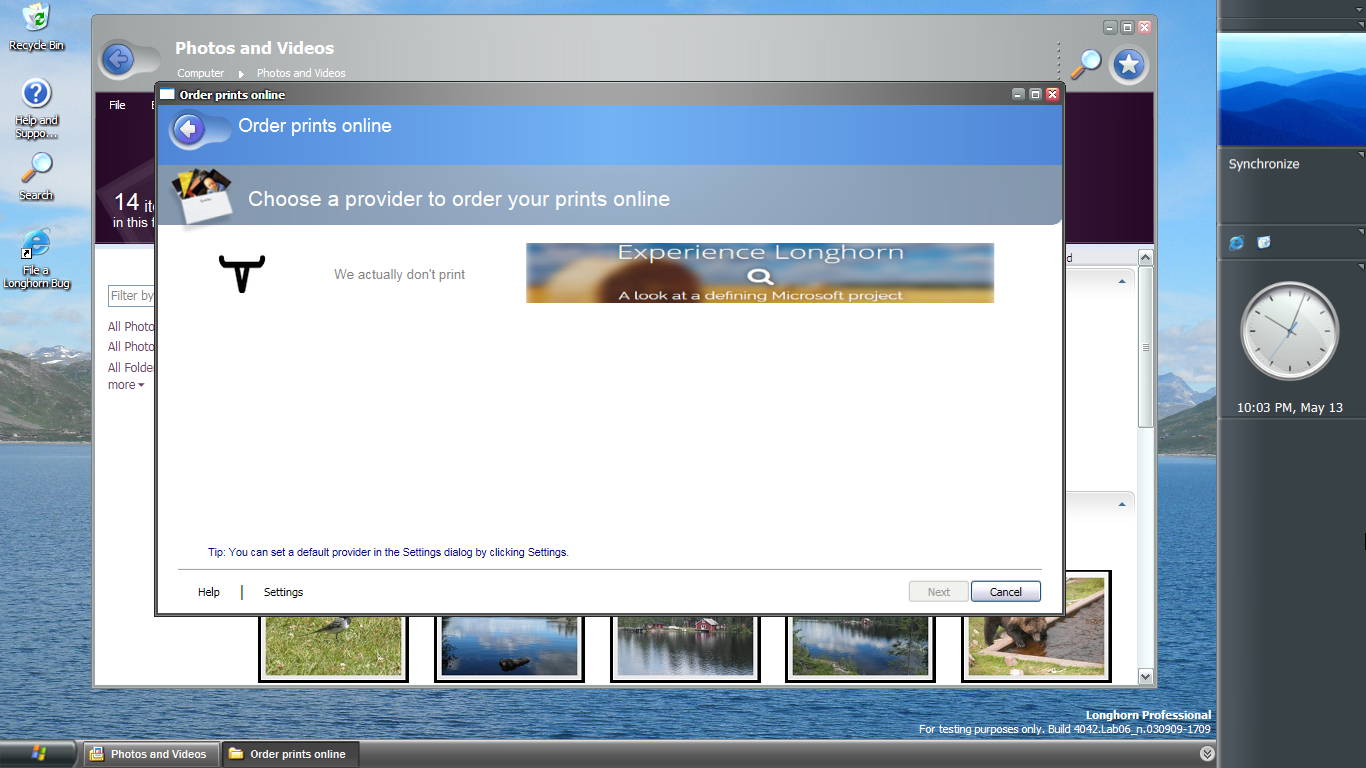 Recycle Bin
Help and
Suppo...
Search
File a
Longhorn Bug
Photos and Videos
Computer
Photos and Videos
File
14
in this
Filter by
All Photo
All Photo
All Folde
more
Order prints online
Order prints online
Choose a provider to order your prints online
We actually don't print
Experience Longhorn
A look at a defining Microsoft project
Tip: You can set a default provider in the Settings dialog by clicking Settings.
Help
Settings
Next
Cancel
Synchronize
10:03 PM, May 13
Longhorn Professional
For testing purposes only. Build 4042.Lab06_n.030909-1709
Photos and Videos
Order prints online